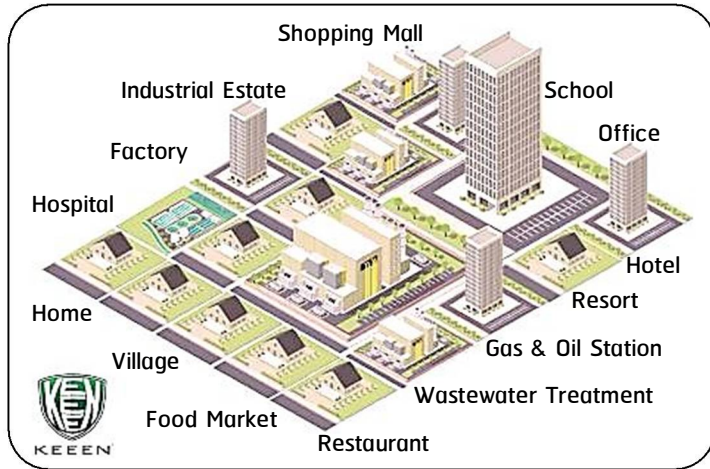 Shopping Mall
Industrial Estate
School
Office
Factory
Hospital
Hotel
Resort
Home
Gas & Oil Station
Village
Wastewater Treatment
Food Market
Restaurant
KEEEN